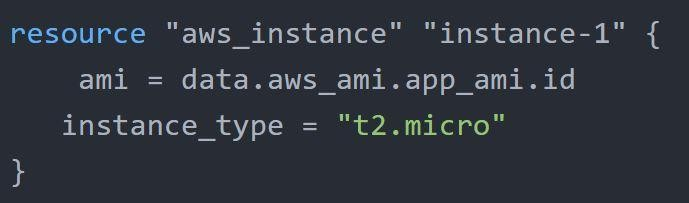 resource "aws_instance" "instance-1" {
ami = data.aws_ami.app_ami.id
instance_type = "t2.micro"
}